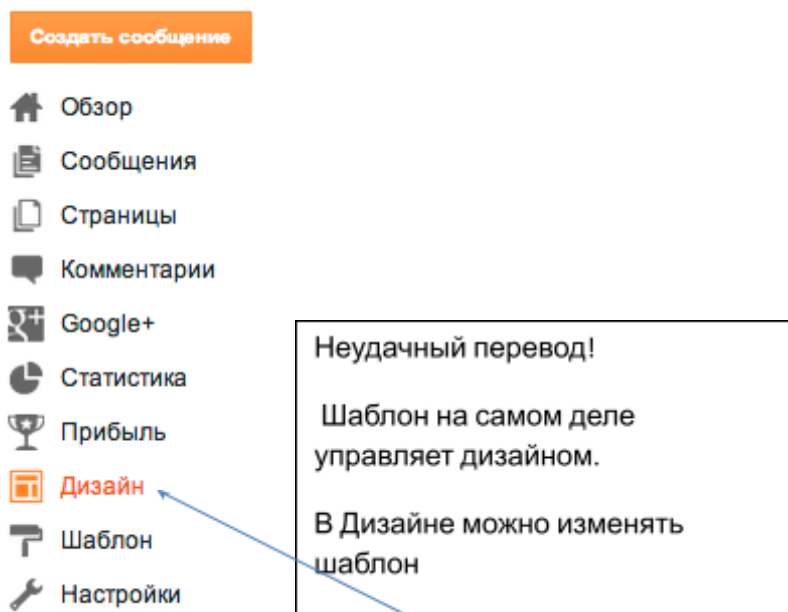 Создать сообщение
Обзор
Сообщения
Страницы
Комментарии
Google+
Статистика
Прибыль
Дизайн
Шаблон
Настройки
Неудачный перевод!
Шаблон на самом деле
управляет дизайном.
В Дизайне можно изменять
шаблон